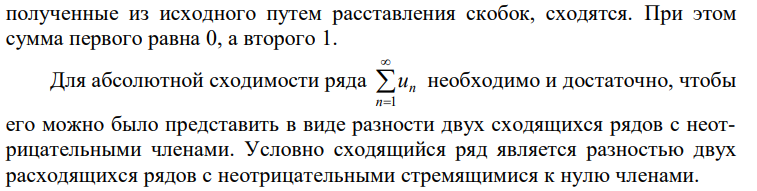 полученные из исходного путем расставления скобок, сходятся. При этом
сумма первого равна 0, а второго 1.
Для абсолютной сходимости ряда $\sum_{n=1}^{\infty} u_n$ необходимо и достаточно, чтобы
его можно было представить в виде разности двух сходящихся рядов с неот-
рицательными членами. Условно сходящийся ряд является разностью двух
расходящихся рядов с неотрицательными стремящимися к нулю членами.